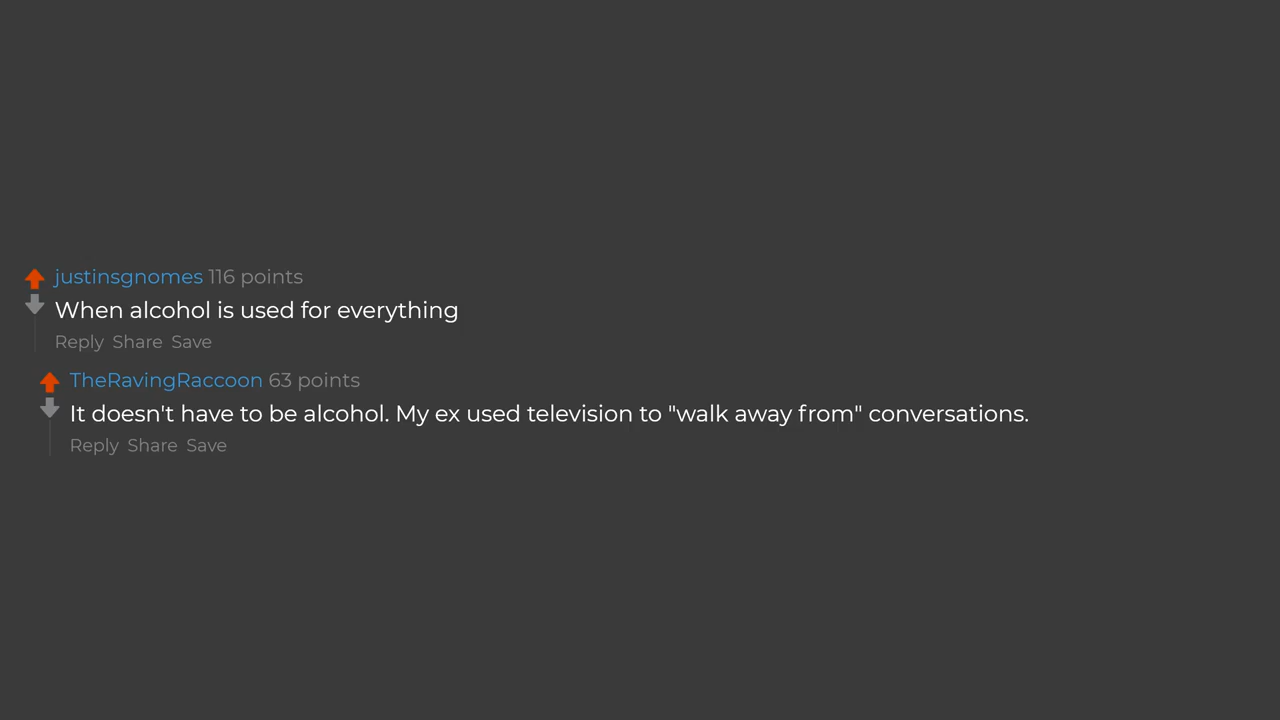 justinsgnomes 116 points
When alcohol is used for everything
Reply Share Save
TheRavingRaccoon 63 points
It doesn't have to be alcohol. My ex used television to "walk away from" conversations.
Reply Share Save